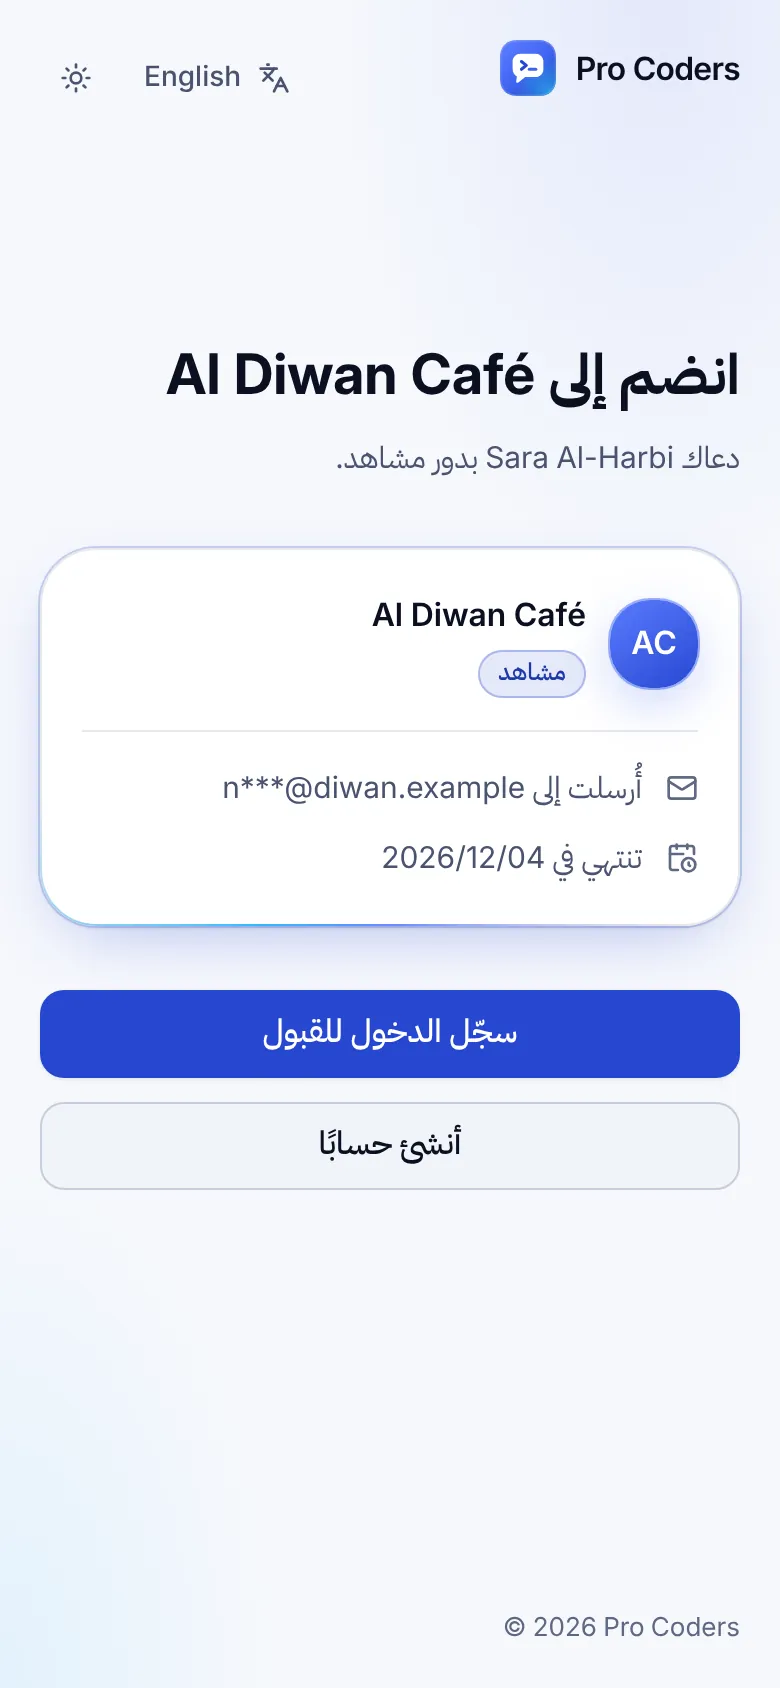 Pro Coders
English
انضم إلى Al Diwan Café
دعاك Sara Al-Harbi بدور مشاهد.
AC
Al Diwan Café
مشاهد
أُرسلت إلى n***@diwan.example
تنتهي في 2026/12/04
سجّل الدخول للقبول
أنشئ حسابًا
© 2026 Pro Coders